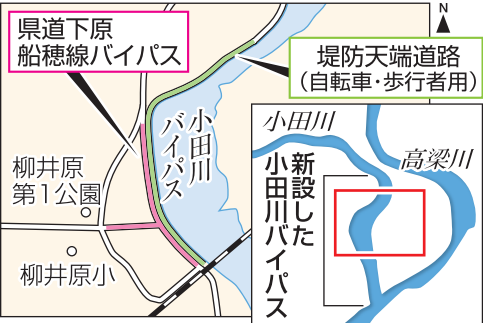 県道下原
船穂線バイパス
堤防天端道路
（自転車・歩行者用）
N
小田川
バイパス
柳井原
第1公園
柳井原小
小田川
高梁川
新設した
小田川バイパス